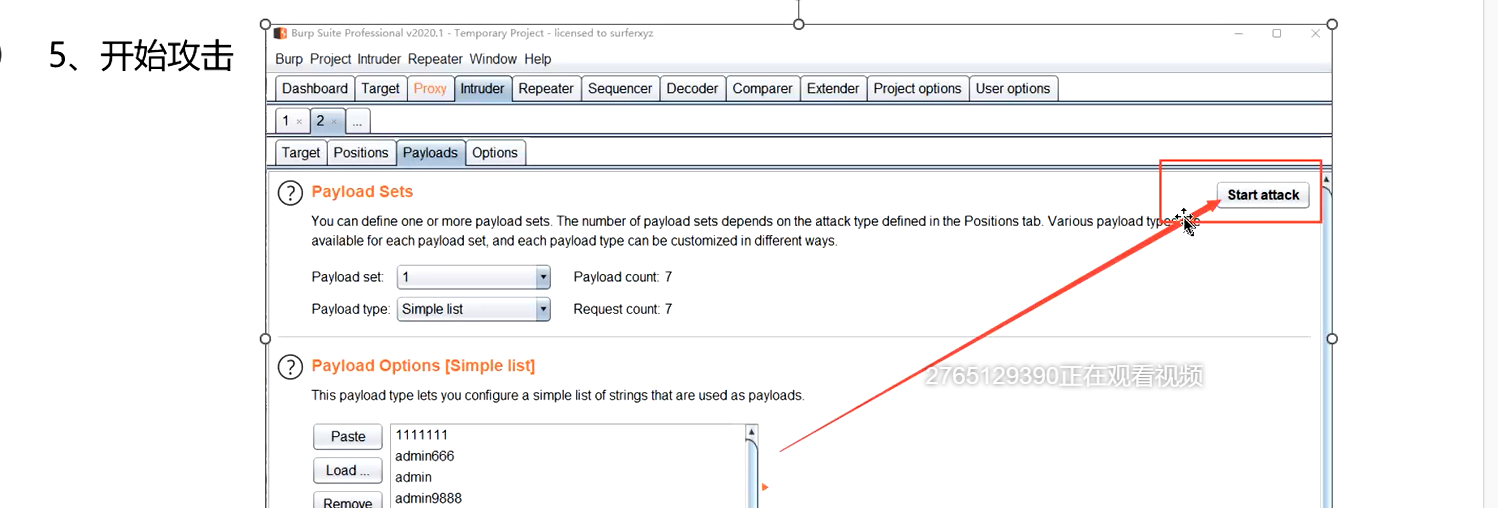 5、开始攻击
Burp Suite Professional v2020.1 - Temporary Project - licensed to surferxyz
Burp Project Intruder Repeater Window Help
Dashboard Target Proxy Intruder Repeater Sequencer Decoder Comparer Extender Project options User options
1 × 2 × ...
Target Positions Payloads Options
? Payload Sets
Start attack
You can define one or more payload sets. The number of payload sets depends on the attack type defined in the Positions tab. Various payload
available for each payload set, and each payload type can be customized in different ways.
Payload set: 1 Payload count: 7
Payload type: Simple list Request count: 7
? Payload Options [Simple list]
2765129390正在观看视频
This payload type lets you configure a simple list of strings that are used as payloads.
Paste 1111111
admin666
Load ...
admin
Remove admin9888